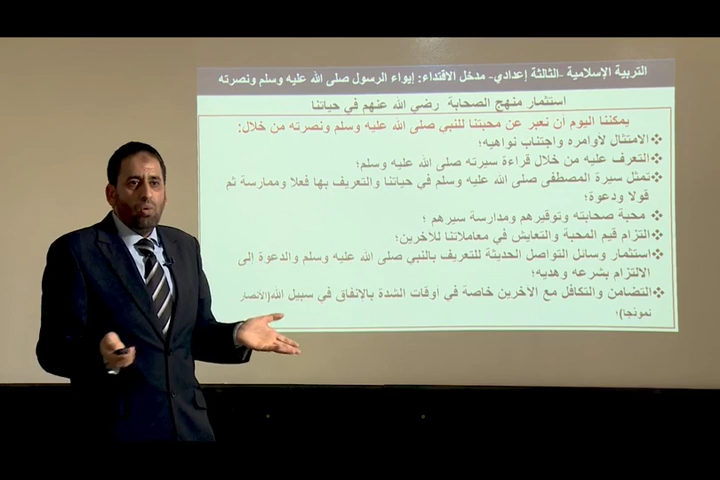 التربية الإسلامية -الثالثة إعدادي- مدخل الاقتداء: إيواء الرسول صلى الله عليه وسلم ونصرته
استثمار منهج الصحابة رضي الله عنهم في حياتنا
يمكننا اليوم أن نعبر عن محبتنا للنبي صلى الله عليه وسلم ونصرته من خلال:
❖الامتثال لأوامره واجتناب نواهيه؛
❖التعرف عليه من خلال قراءة سيرته صلى الله عليه وسلم؛
❖تمثل سيرة المصطفى صلى الله عليه وسلم في حياتنا والتعريف بها فعلا وممارسة ثم
قولا ودعوة؛
❖محبة صحابته وتوقيرهم ومدارسة سيرهم ؛
❖التزام قيم المحبة والتعايش في معاملاتنا للآخرين؛
❖استثمار وسائل التواصل الحديثة للتعريف بالنبي صلى الله عليه وسلم والدعوة إلى
الالتزام بشرعه وهديه؛
❖التضامن والتكافل مع الآخرين خاصة في أوقات الشدة بالإنفاق في سبيل الله(الأنصار
نموذجا)؛